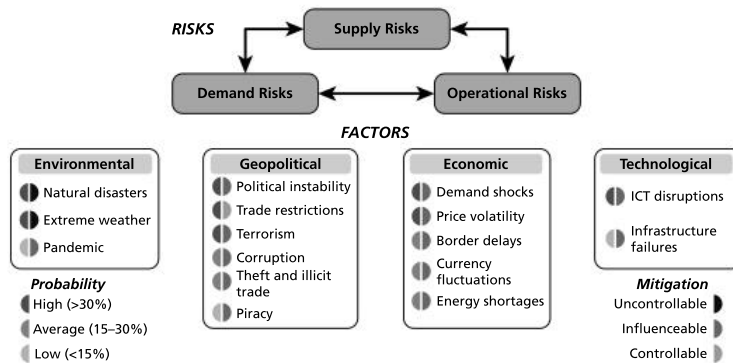 RISKS
Supply Risks
Demand Risks
Operational Risks
FACTORS
Environmental
Natural disasters
Extreme weather
Pandemic
Geopolitical
Political instability
Trade restrictions
Terrorism
Corruption
Theft and illicit
trade
Piracy
Economic
Demand shocks
Price volatility
Border delays
Currency
fluctuations
Energy shortages
Technological
ICT disruptions
Infrastructure
failures
Probability
High (>30%)
Average (15–30%)
Low (<15%)
Mitigation
Uncontrollable
Influenceable
Controllable